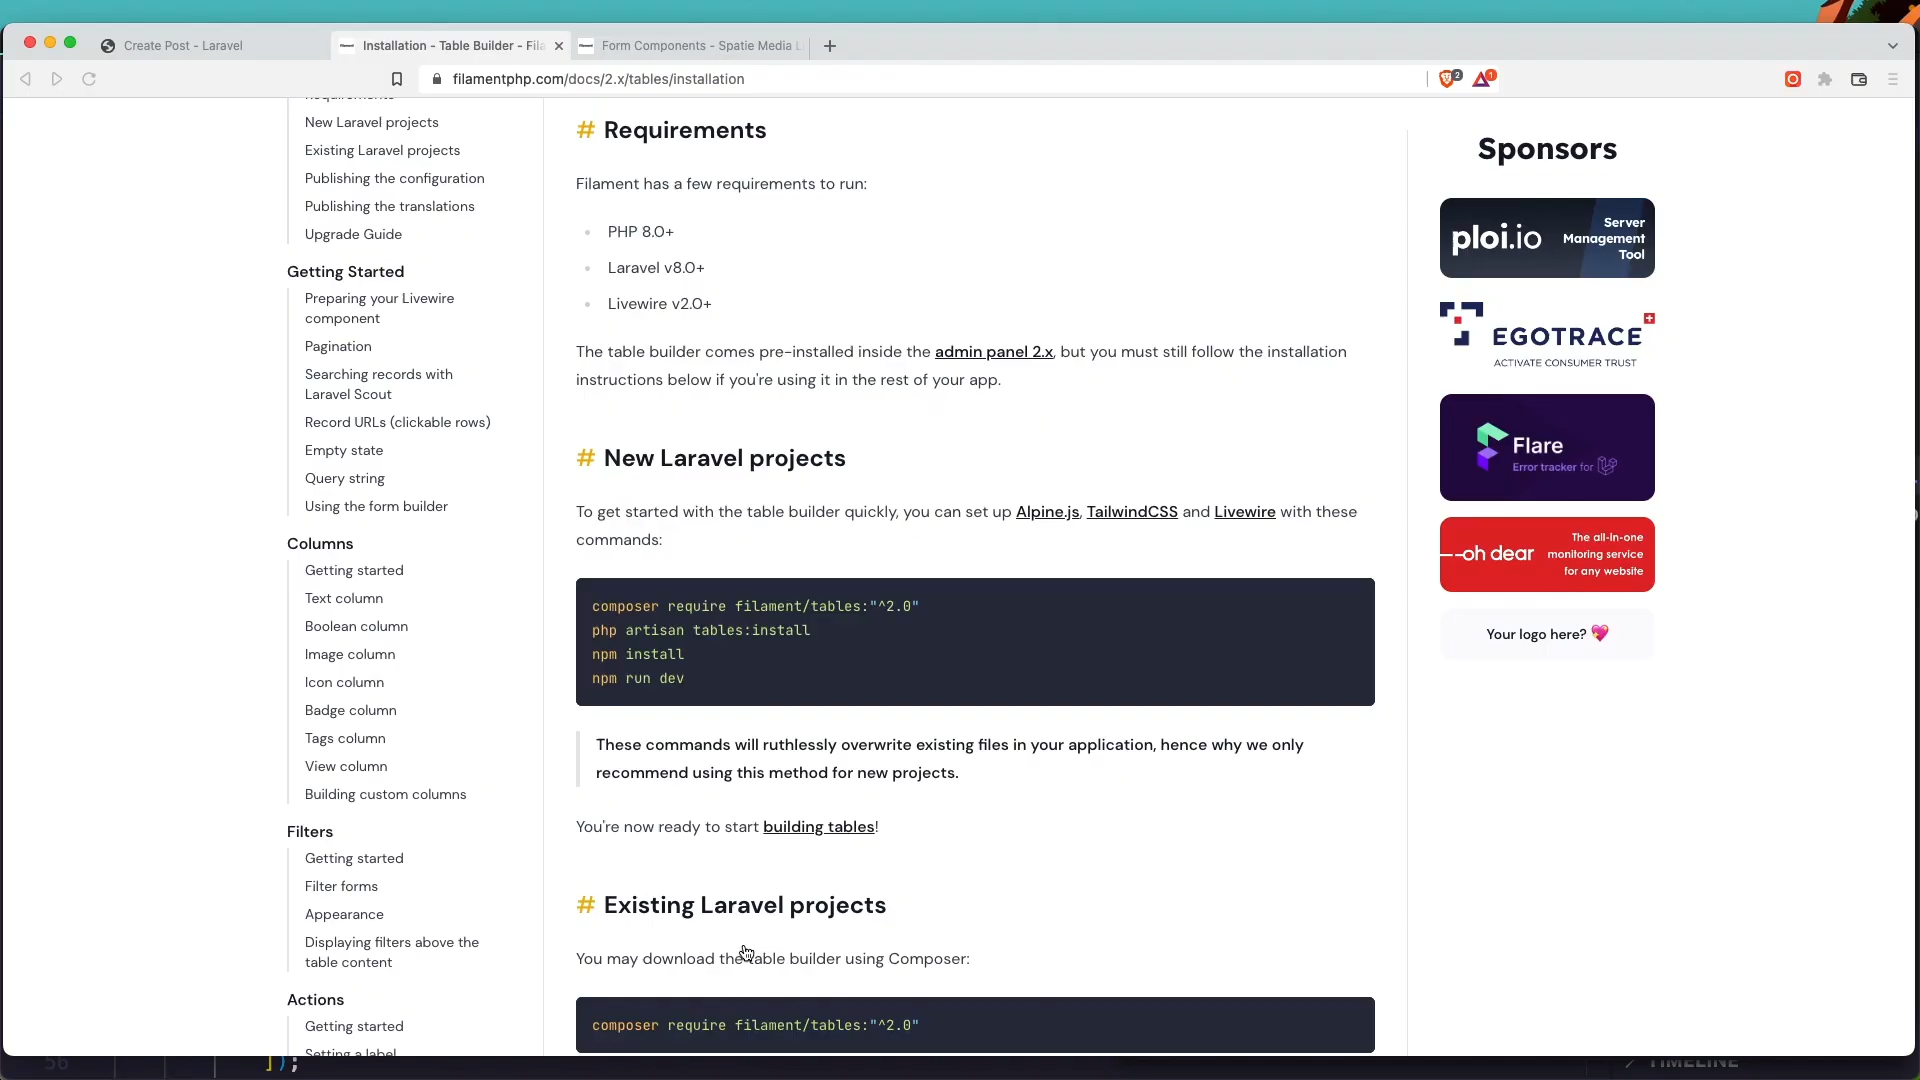 Create Post - Laravel
Installation - Table Builder - Fila
Form Components - Spatie Media L
filamentphp.com/docs/2.x/tables/installation
2
1
Requirements
New Laravel projects
Existing Laravel projects
Publishing the configuration
Publishing the translations
Upgrade Guide
Getting Started
Preparing your Livewire
component
Pagination
Searching records with
Laravel Scout
Record URLs (clickable rows)
Empty state
Query string
Using the form builder
Columns
Getting started
Text column
Boolean column
Image column
Icon column
Badge column
Tags column
View column
Building custom columns
Filters
Getting started
Filter forms
Appearance
Displaying filters above the
table content
Actions
Getting started
Setting a label
# Requirements
Filament has a few requirements to run:
PHP 8.0+
Laravel v8.0+
Livewire v2.0+
The table builder comes pre-installed inside the admin panel 2.x, but you must still follow the installation
instructions below if you're using it in the rest of your app.
# New Laravel projects
To get started with the table builder quickly, you can set up Alpine.js, TailwindCSS and Livewire with these
commands:
composer require filament/tables:"^2.0"
php artisan tables:install
npm install
npm run dev
These commands will ruthlessly overwrite existing files in your application, hence why we only
recommend using this method for new projects.
You're now ready to start building tables!
# Existing Laravel projects
You may download the table builder using Composer:
composer require filament/tables:"^2.0"
Sponsors
ploi.io
Server
Management
Tool
EGOTRACE
ACTIVATE CONSUMER TRUST
Flare
Error tracker for
oh dear
The all-in-one
monitoring service
for any website
Your logo here? 💖
56
]);
TIMELINE